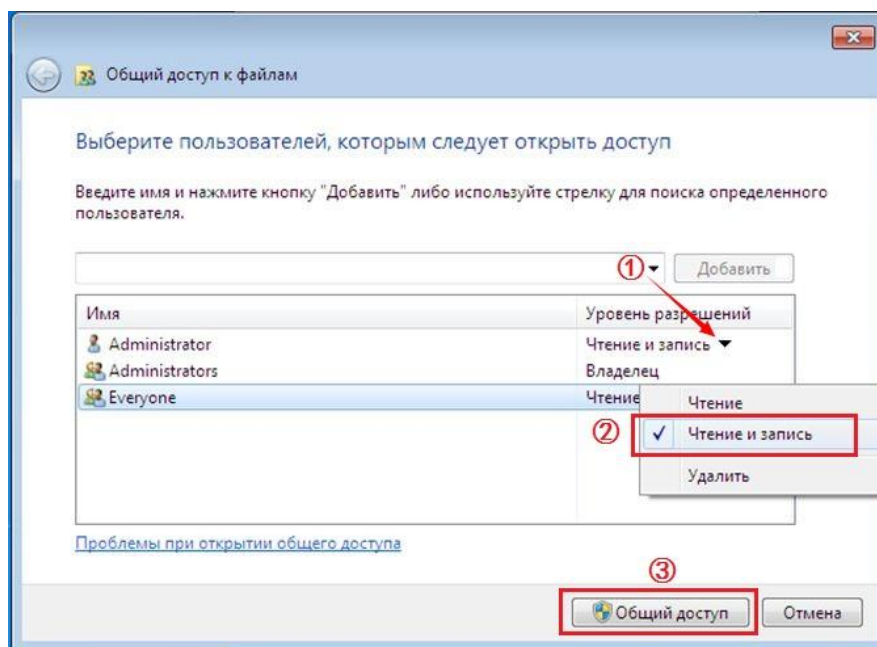 Общий доступ к файлам
Выберите пользователей, которым следует открыть доступ
Введите имя и нажмите кнопку "Добавить" либо используйте стрелку для поиска определенного
пользователя.
① Добавить
Имя Уровень разрешений
Administrator Чтение и запись
Administrators Владелец
Everyone Чтение
Чтение
② ✓ Чтение и запись
Удалить
Проблемы при открытии общего доступа
③
Общий доступ Отмена